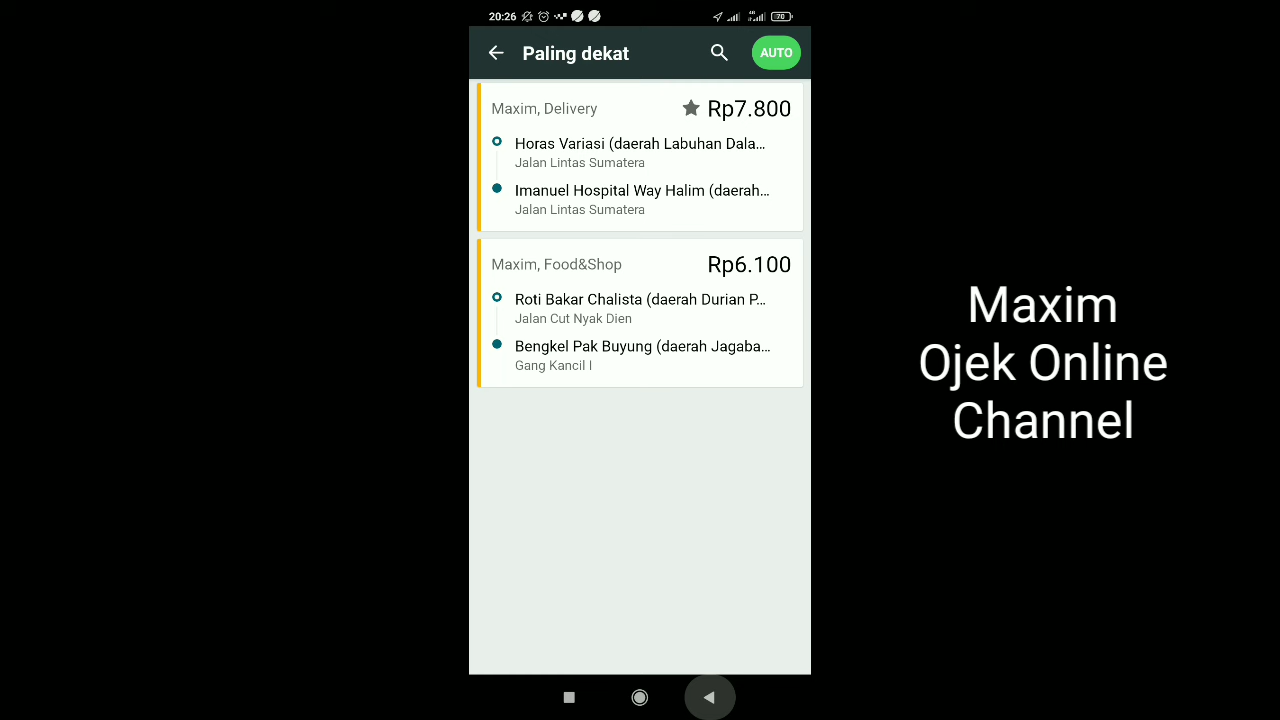 20:26
70
Paling dekat
AUTO
Maxim, Delivery
Rp7.800
Horas Variasi (daerah Labuhan Dala...
Jalan Lintas Sumatera
Imanuel Hospital Way Halim (daerah...
Jalan Lintas Sumatera
Maxim, Food&Shop
Rp6.100
Roti Bakar Chalista (daerah Durian P...
Jalan Cut Nyak Dien
Bengkel Pak Buyung (daerah Jagaba...
Gang Kancil I
Maxim
Ojek Online
Channel